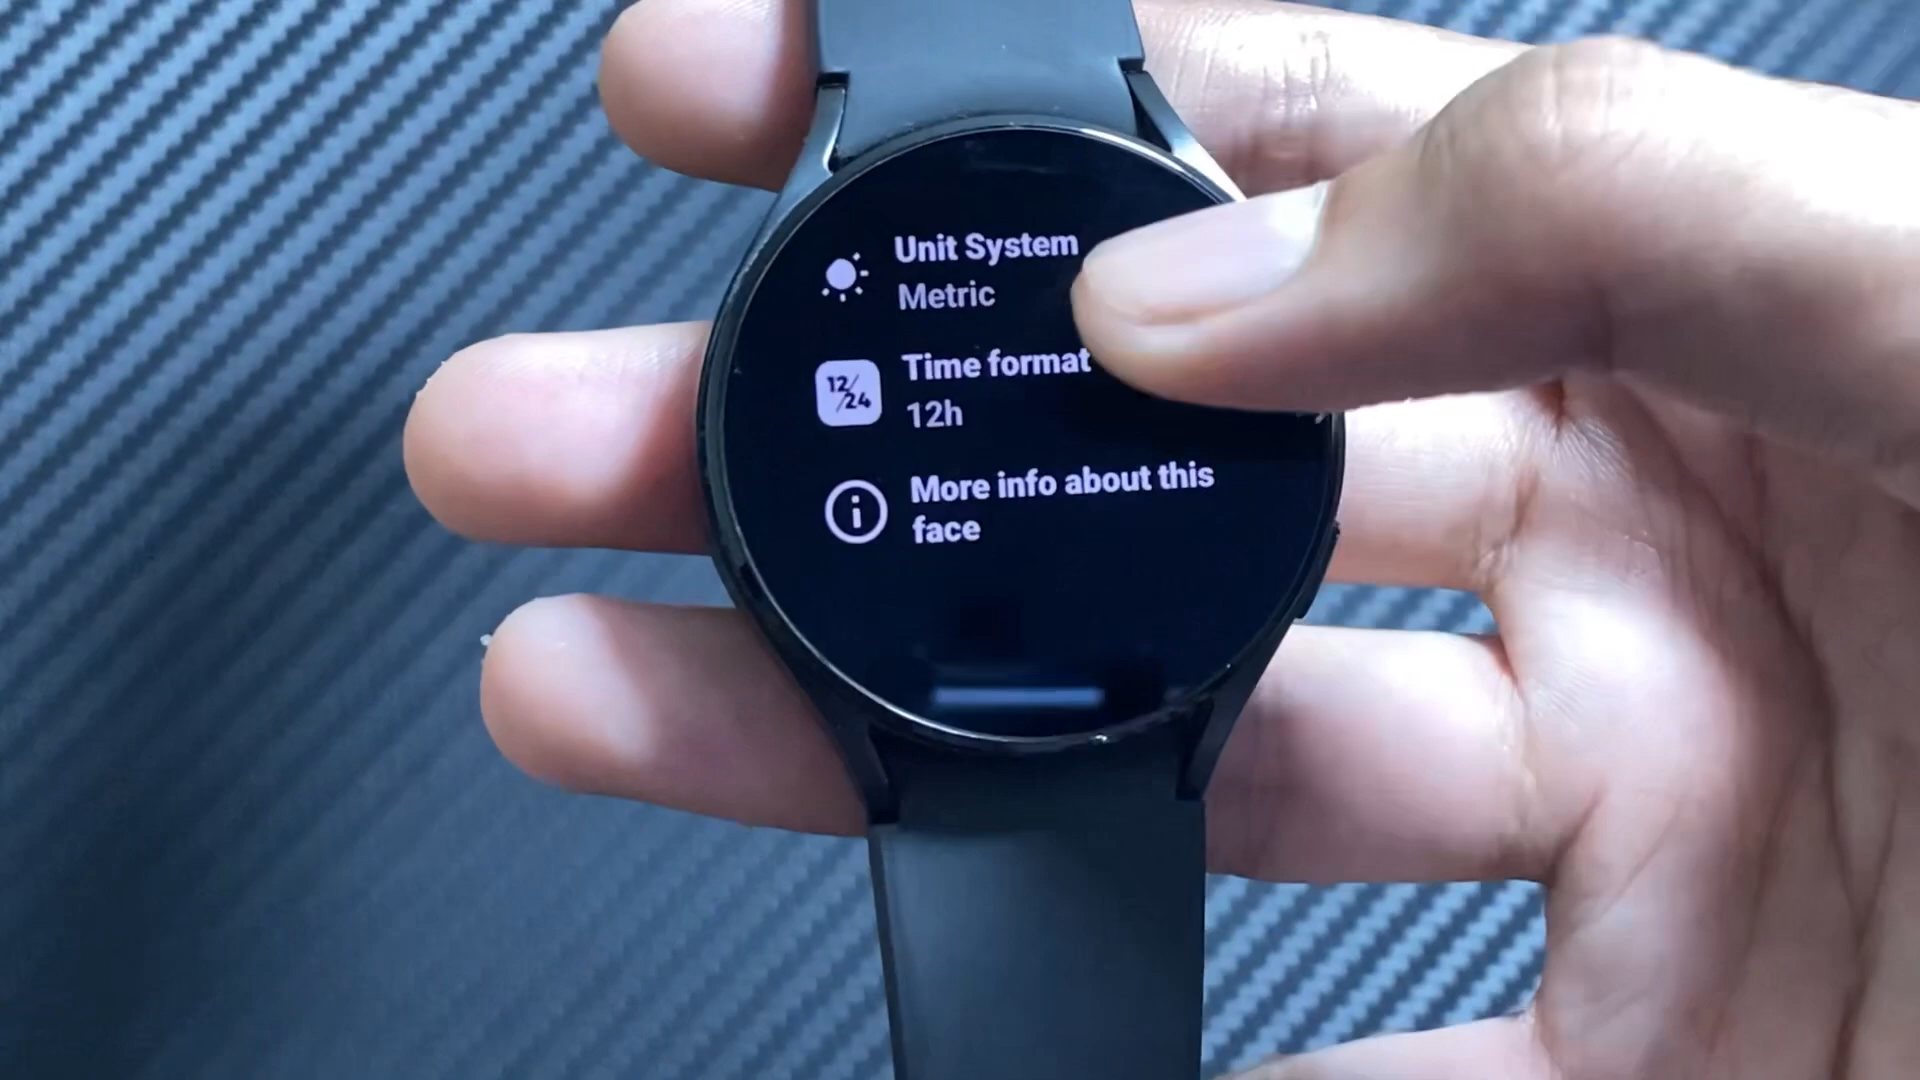 Unit System
Metric
12/24
Time format
12h
More info about this
face